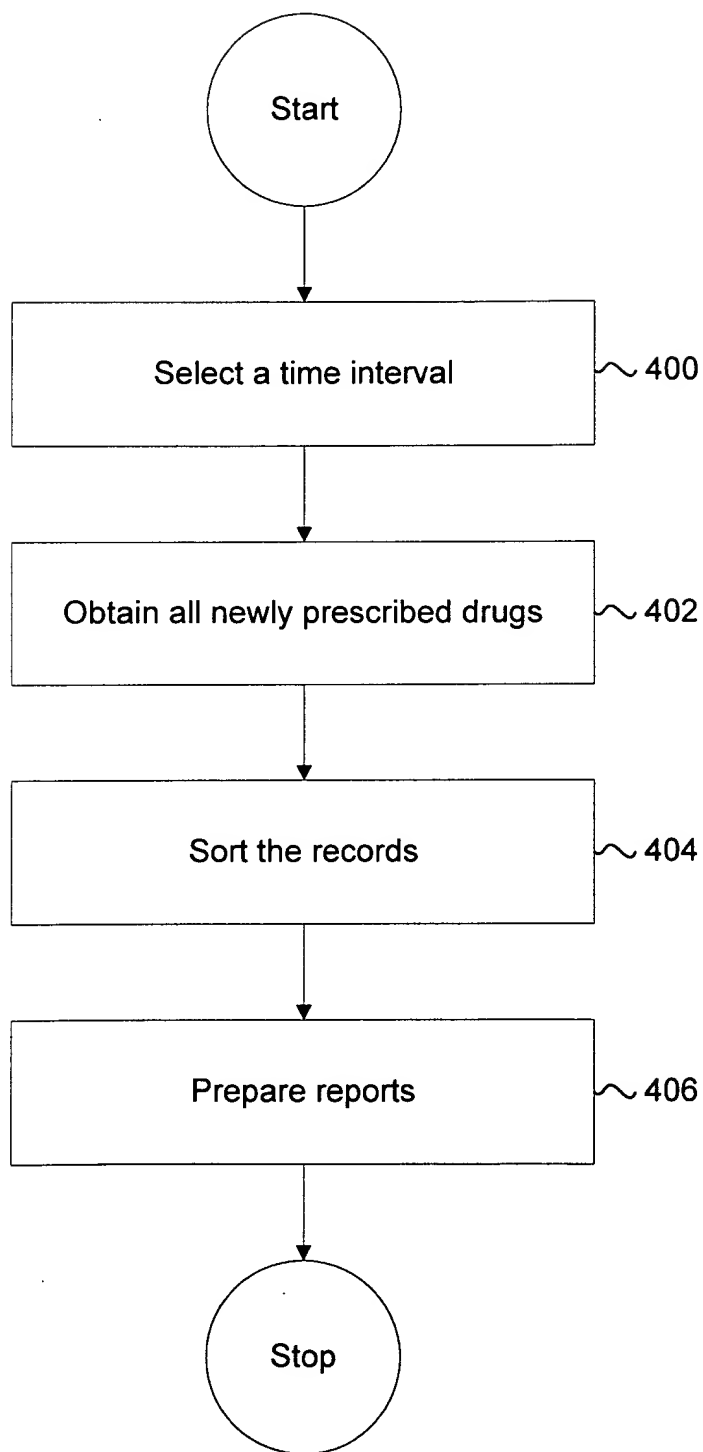 Start
Select a time interval 400
Obtain all newly prescribed drugs 402
Sort the records 404
Prepare reports 406
Stop